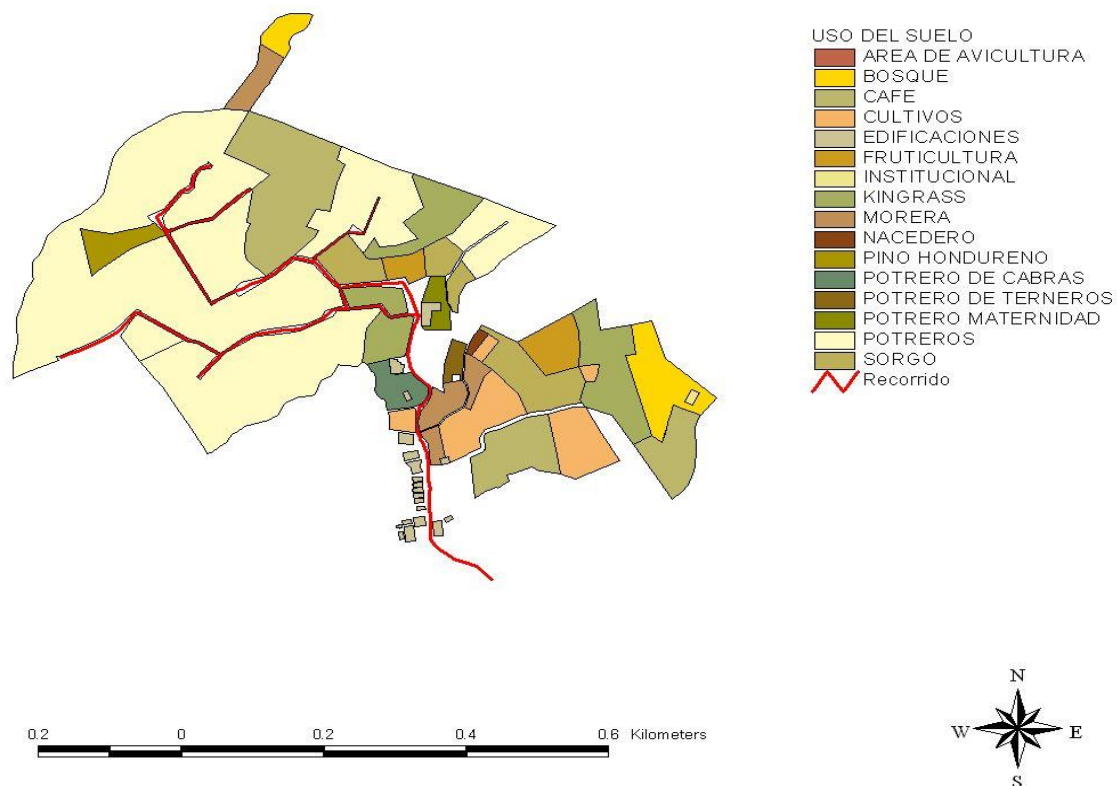 USO DEL SUELO
AREA DE AVICULTURA
BOSQUE
CAFE
CULTIVOS
EDIFICACIONES
FRUTICULTURA
INSTITUCIONAL
KINGRASS
MORERA
NACEDERO
PINO HONDURENO
POTRERO DE CABRAS
POTRERO DE TERNEROS
POTRERO MATERNIDAD
POTREROS
SORGO
Recorrido
N
W E
S
0.2 0 0.2 0.4 0.6 Kilometers